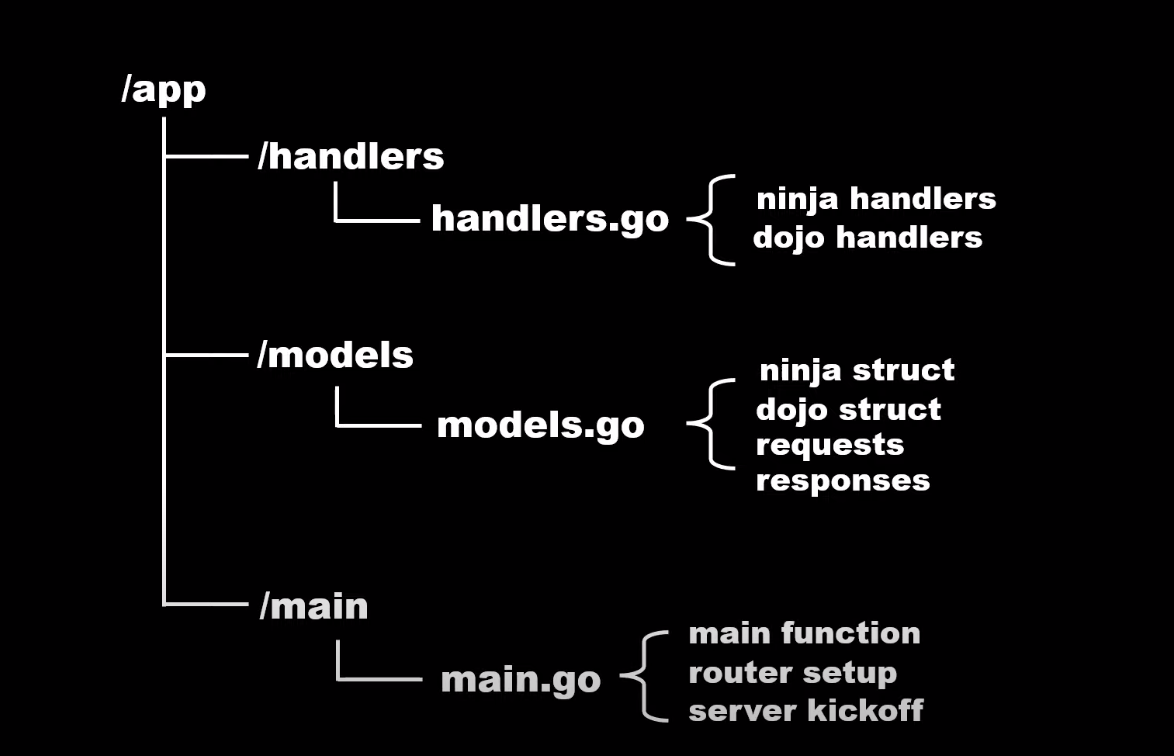 /app
/handlers
handlers.go
ninja handlers
dojo handlers
/models
models.go
ninja struct
dojo struct
requests
responses
/main
main.go
main function
router setup
server kickoff